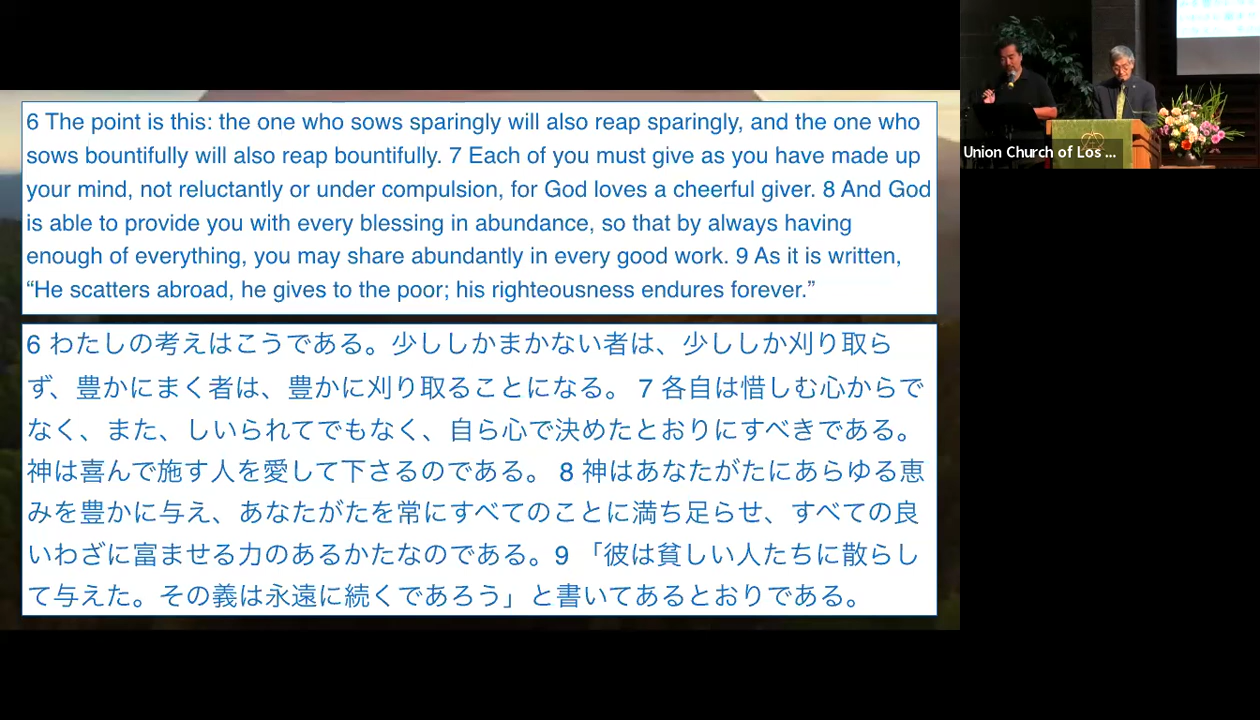 6 The point is this: the one who sows sparingly will also reap sparingly, and the one who
sows bountifully will also reap bountifully. 7 Each of you must give as you have made up
your mind, not reluctantly or under compulsion, for God loves a cheerful giver. 8 And God
is able to provide you with every blessing in abundance, so that by always having
enough of everything, you may share abundantly in every good work. 9 As it is written,
“He scatters abroad, he gives to the poor; his righteousness endures forever.”
6 わたしの考えはこうである。少ししかまかない者は、少ししか刈り取ら
ず、豊かにまく者は、豊かに刈り取ることになる。 7 各自は惜しむ心からで
なく、また、しいられてでもなく、自ら心で決めたとおりにすべきである。
神は喜んで施す人を愛して下さるのである。 8 神はあなたがたにあらゆる恵
みを豊かに与え、あなたがたを常にすべてのことに満ち足らせ、すべての良
いわざに富ませる力のあるかたなのである。9 「彼は貧しい人たちに散らし
て与えた。その義は永遠に続くであろう」と書いてあるとおりである。
Union Church of Los ...